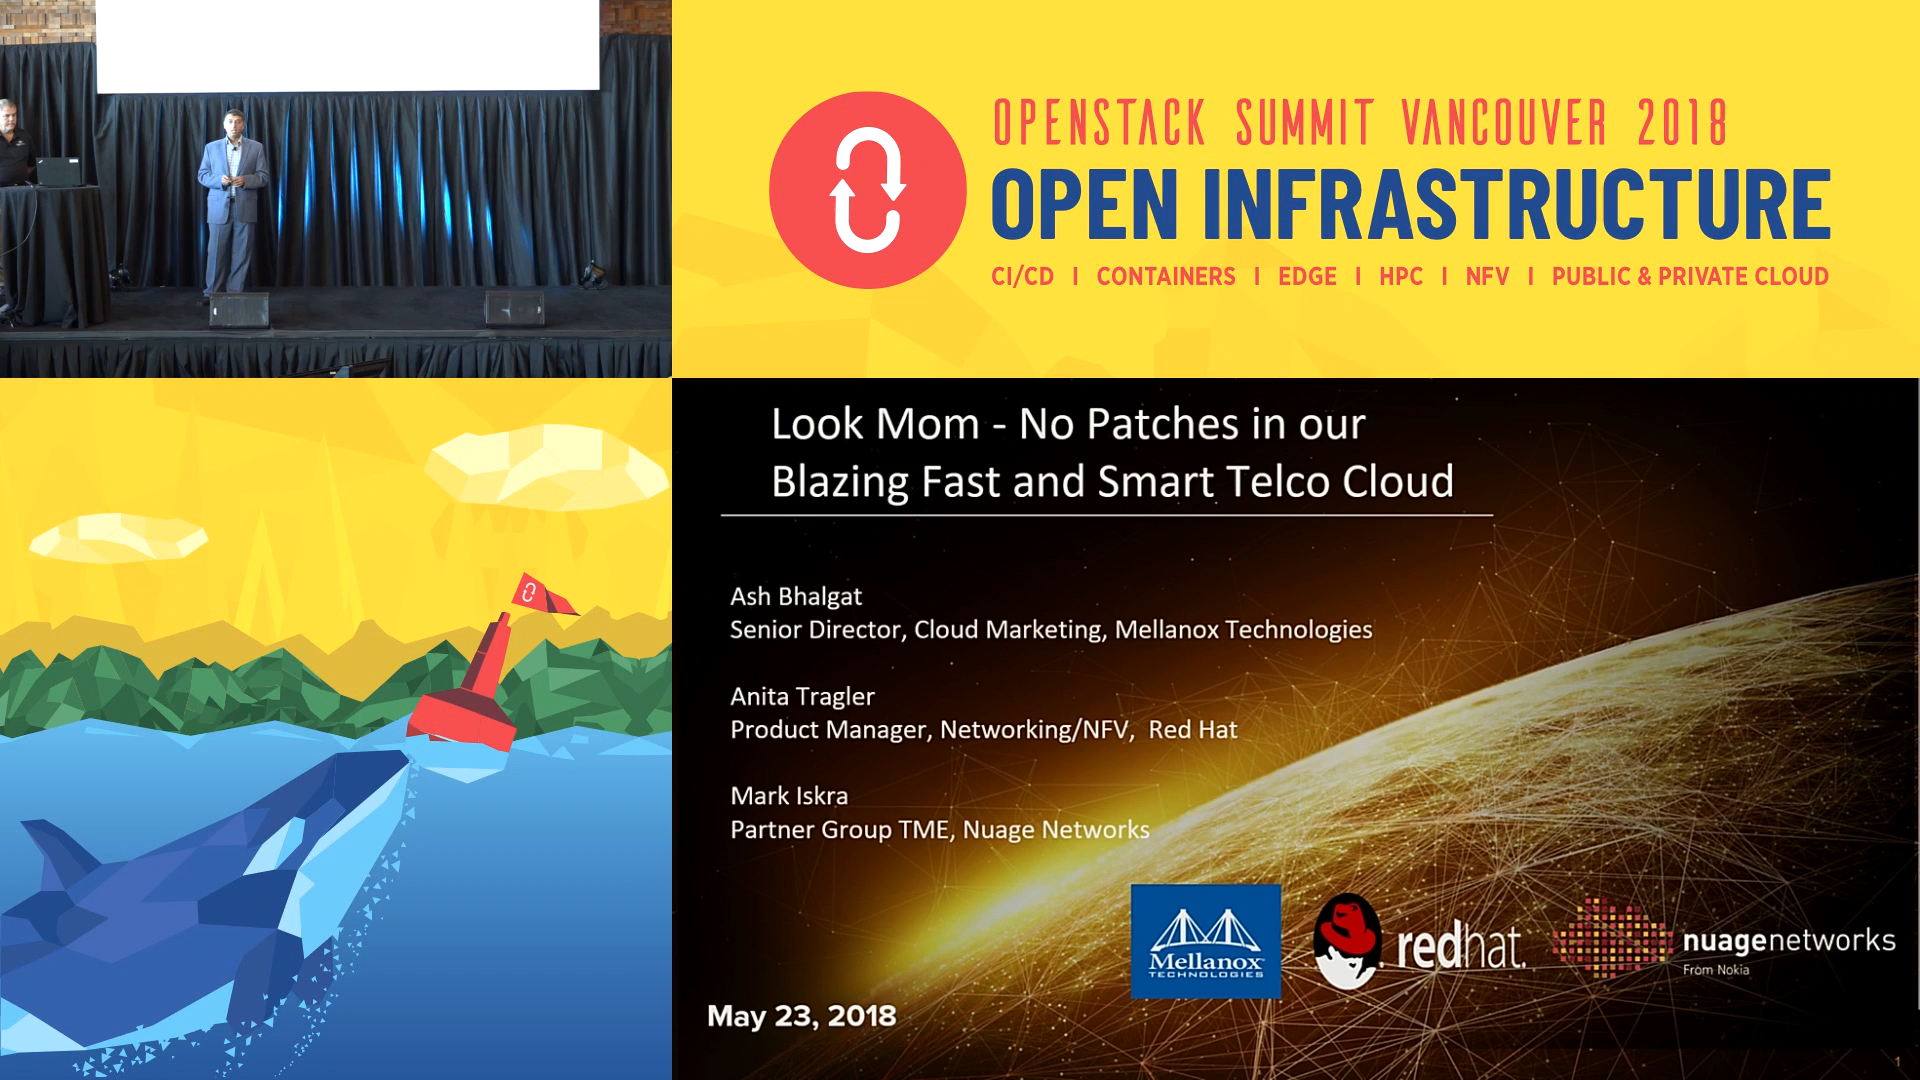 OPENSTACK SUMMIT VANCOUVER 2018
OPEN INFRASTRUCTURE
CI/CD | CONTAINERS | EDGE | HPC | NFV | PUBLIC & PRIVATE CLOUD
Look Mom - No Patches in our
Blazing Fast and Smart Telco Cloud
Ash Bhalgat
Senior Director, Cloud Marketing, Mellanox Technologies
Anita Tragler
Product Manager, Networking/NFV, Red Hat
Mark Iskra
Partner Group TME, Nuage Networks
Mellanox
TECHNOLOGIES
redhat.
nuagenetworks
From Nokia
May 23, 2018
1